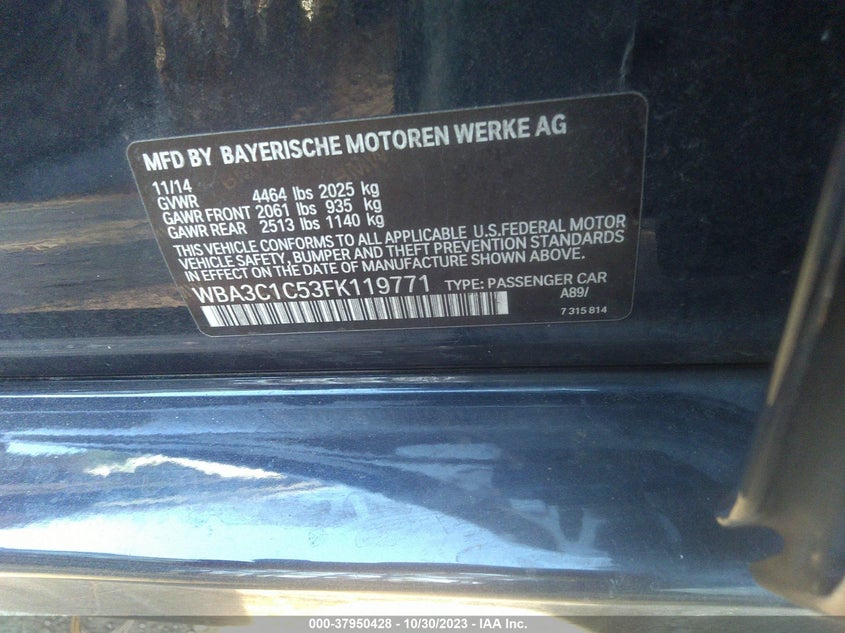 MFD BY BAYERISCHE MOTOREN WERKE AG
11/14
GVWR 4464 lbs 2025 kg
GAWR FRONT 2061 lbs 935 kg
GAWR REAR 2513 lbs 1140 kg
THIS VEHICLE CONFORMS TO ALL APPLICABLE U.S.FEDERAL MOTOR
VEHICLE SAFETY, BUMPER AND THEFT PREVENTION STANDARDS
IN EFFECT ON THE DATE OF MANUFACTURE SHOWN ABOVE.
WBA3C1C53FK119771 TYPE: PASSENGER CAR
A89/
7 315 814
000-37950428 - 10/30/2023 - IAA Inc.